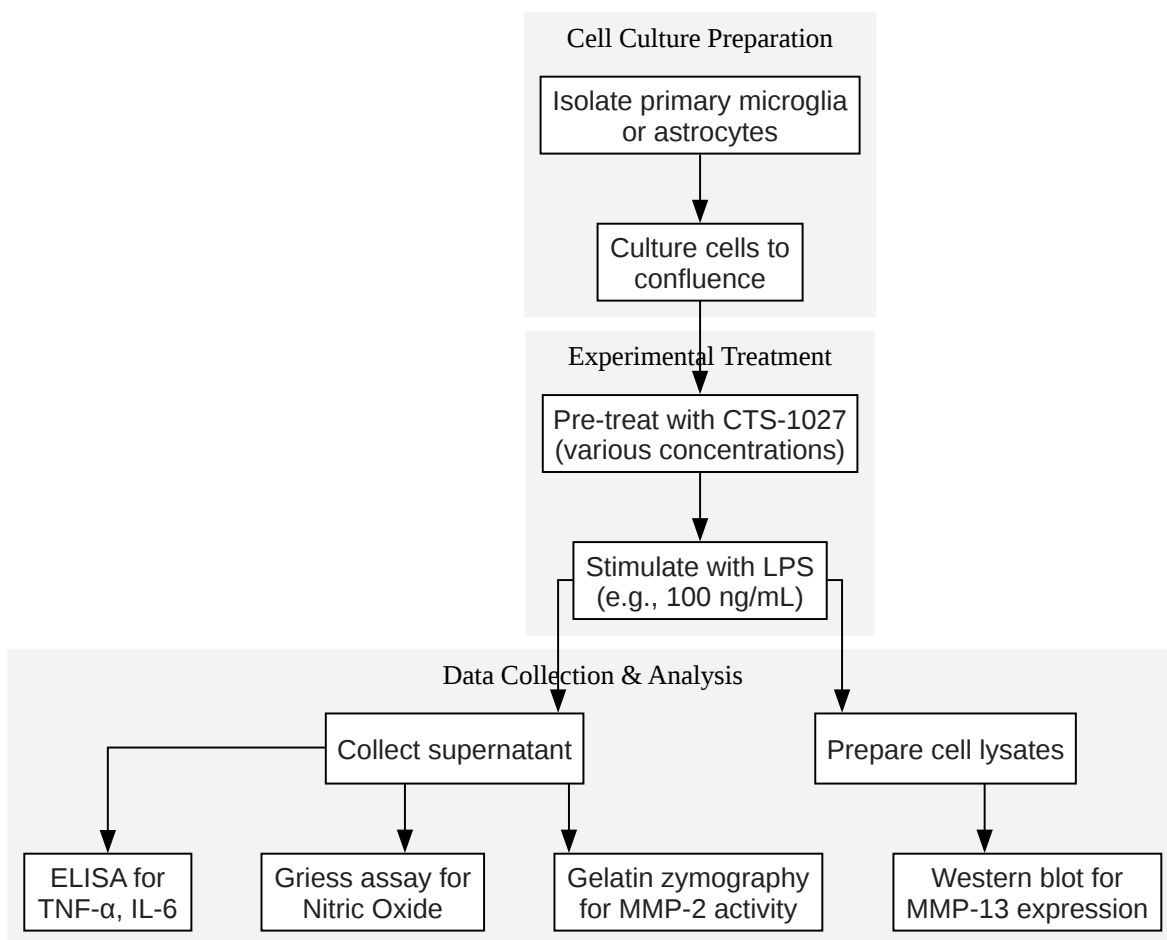 Cell Culture Preparation
Isolate primary microglia
or astrocytes
Culture cells to
confluence
Experimental Treatment
Pre-treat with CTS-1027
(various concentrations)
Stimulate with LPS
(e.g., 100 ng/mL)
Data Collection & Analysis
Collect supernatant
Prepare cell lysates
ELISA for
TNF-α, IL-6
Griess assay for
Nitric Oxide
Gelatin zymography
for MMP-2 activity
Western blot for
MMP-13 expression